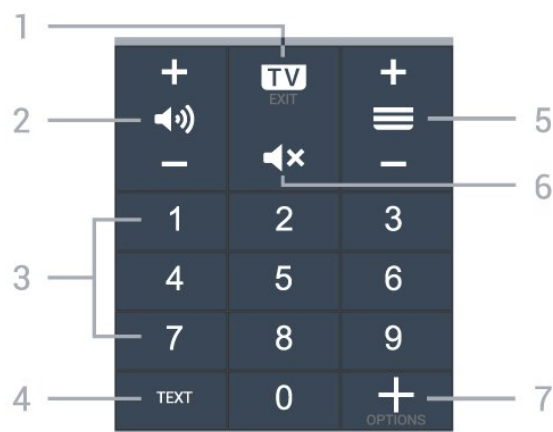 1
+ TV +
EXIT
2 5
- -
6
1 2 3
3
4 5 6
7 8 9
4 TEXT 0 + 7
OPTIONS